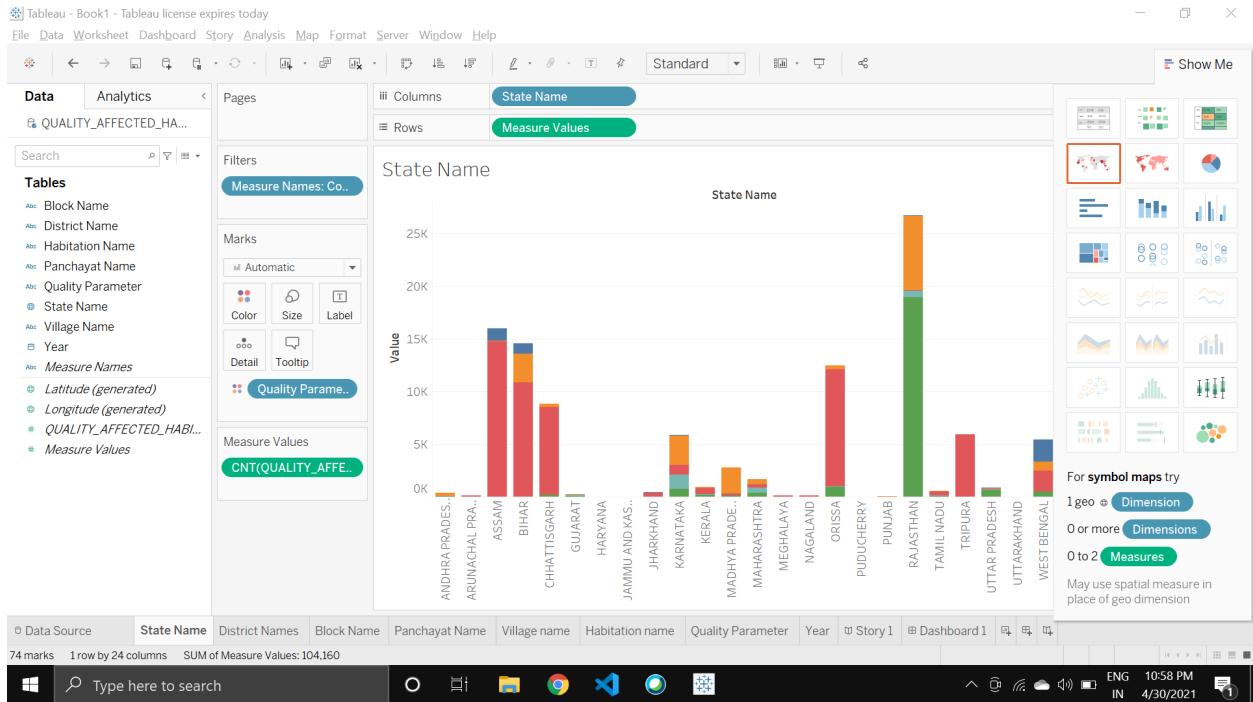 Tableau - Book1 - Tableau license expires today
File Data Worksheet Dashboard Story Analysis Map Format Server Window Help
Standard
Show Me
Data Analytics
QUALITY_AFFECTED_HA...
Search
Tables
Abc Block Name
Abc District Name
Abc Habitation Name
Abc Panchayat Name
Abc Quality Parameter
State Name
Abc Village Name
Year
Abc Measure Names
Latitude (generated)
Longitude (generated)
# QUALITY_AFFECTED_HABI...
# Measure Values
Pages
Filters
Measure Names: Co..
Marks
Automatic
Color Size Label
Detail Tooltip
Quality Parame..
Measure Values
CNT(QUALITY_AFFE..
Columns State Name
Rows Measure Values
State Name
State Name
Value
25K
20K
15K
10K
5K
0K
ANDHRA PRADES..
ARUNACHAL PRA..
ASSAM
BIHAR
CHHATTISGARH
GUJARAT
HARYANA
JAMMU AND KAS..
JHARKHAND
KARNATAKA
KERALA
MADHYA PRADE..
MAHARASHTRA
MEGHALAYA
NAGALAND
ORISSA
PUDUCHERRY
PUNJAB
RAJASTHAN
TAMIL NADU
TRIPURA
UTTAR PRADESH
UTTARAKHAND
WEST BENGAL
For symbol maps try
1 geo Dimension
0 or more Dimensions
0 to 2 Measures
May use spatial measure in
place of geo dimension
Data Source State Name District Names Block Name Panchayat Name Village name Habitation name Quality Parameter Year Story 1 Dashboard 1
74 marks 1 row by 24 columns SUM of Measure Values: 104,160
Type here to search
ENG
IN
10:58 PM
4/30/2021
1